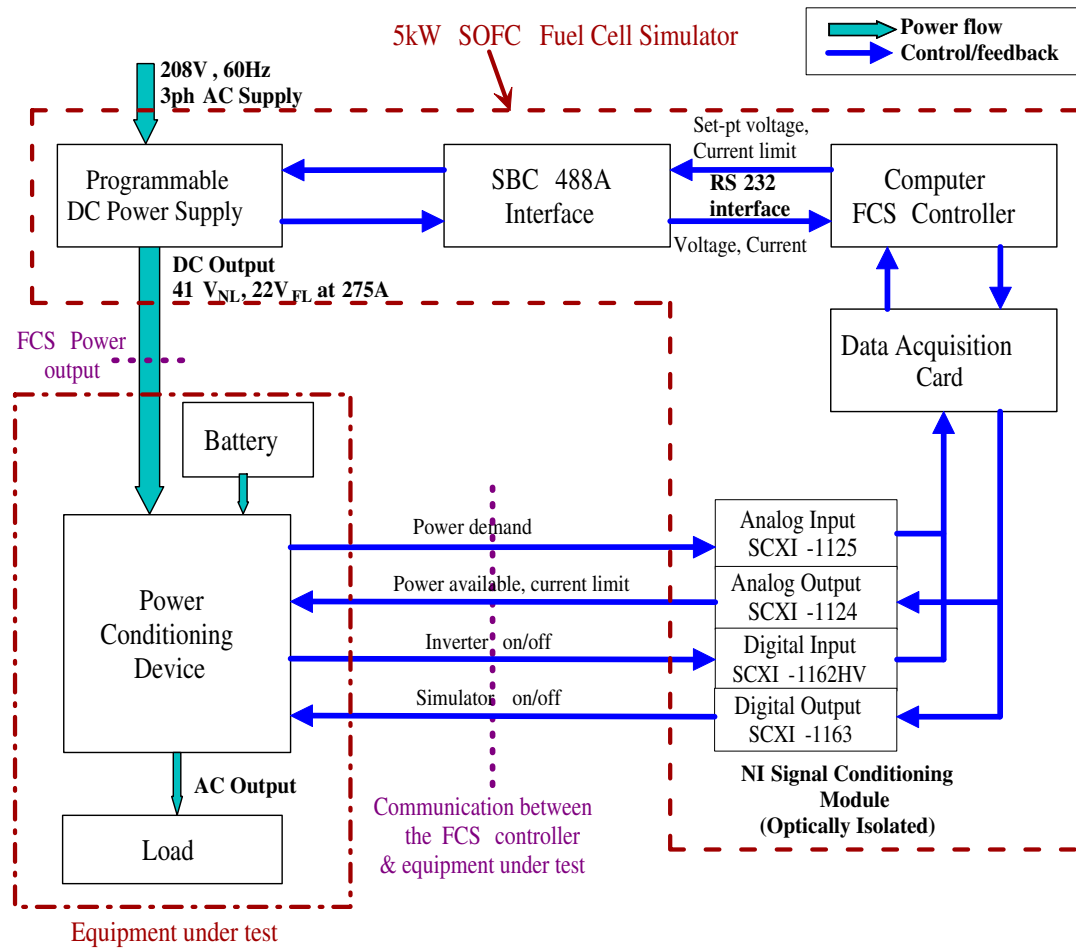 5kW SOFC Fuel Cell Simulator
Power flow
Control/feedback
208V , 60Hz
3ph AC Supply
Programmable
DC Power Supply
SBC 488A
Interface
Set-pt voltage,
Current limit
RS 232
interface
Voltage, Current
Computer
FCS Controller
DC Output
41 V_NL, 22V_FL at 275A
FCS Power
output
Data Acquisition
Card
Battery
Power
Conditioning
Device
Power demand
Power available, current limit
Inverter on/off
Simulator on/off
Analog Input
SCXI -1125
Analog Output
SCXI -1124
Digital Input
SCXI -1162HV
Digital Output
SCXI -1163
NI Signal Conditioning
Module
(Optically Isolated)
AC Output
Load
Communication between
the FCS controller
& equipment under test
Equipment under test